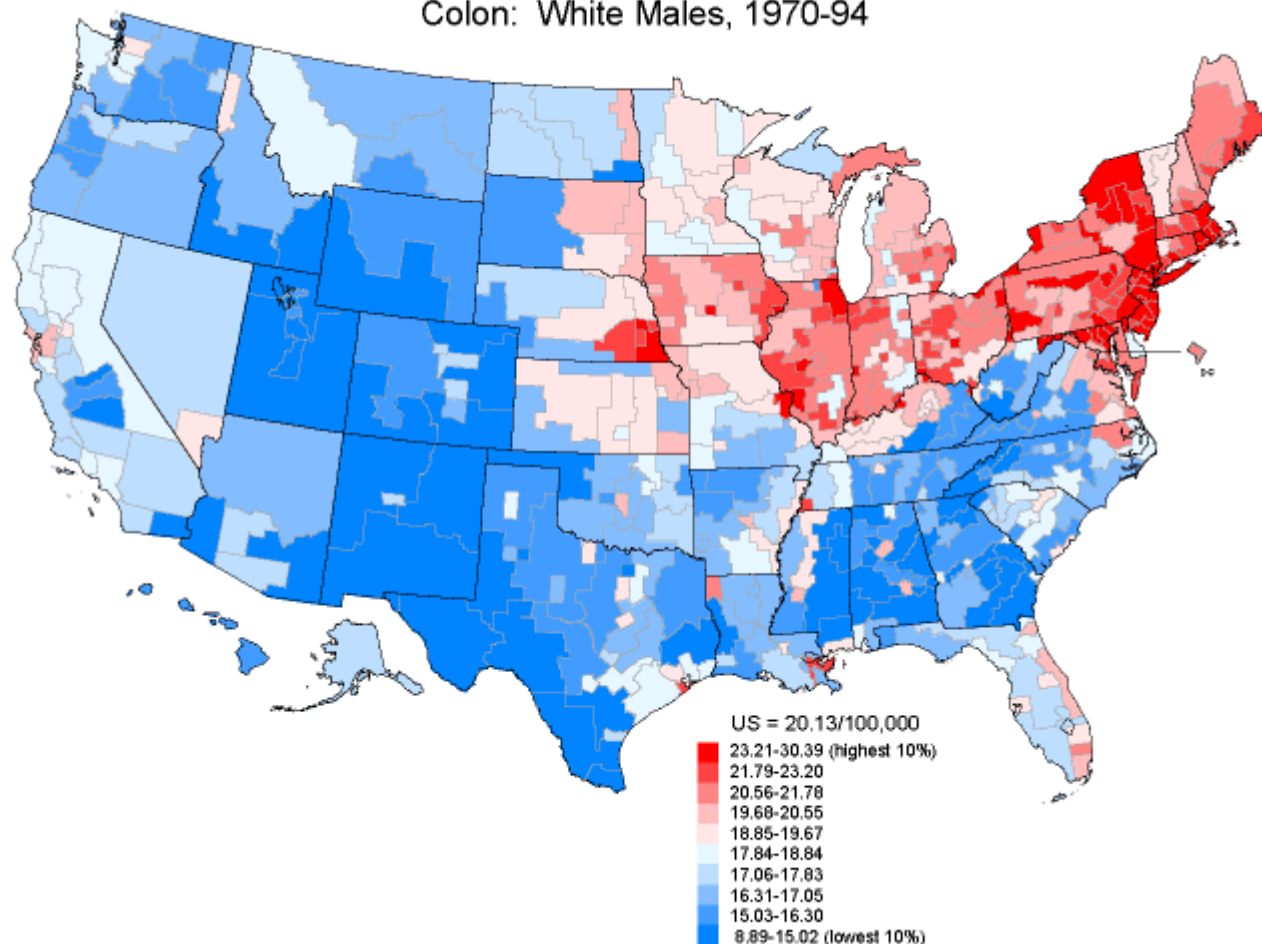 Colon: White Males, 1970-94
US = 20.13/100,000
23.21-30.39 (highest 10%)
21.79-23.20
20.56-21.78
19.68-20.55
18.85-19.67
17.84-18.84
17.06-17.83
16.31-17.05
15.03-16.30
8.89-15.02 (lowest 10%)